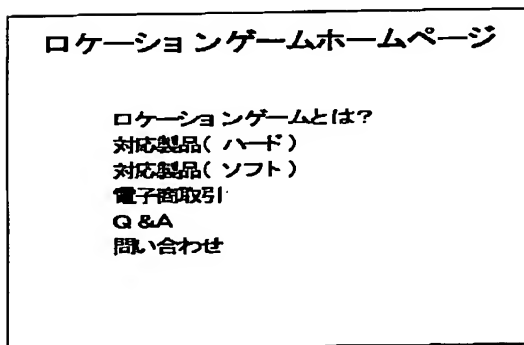 ロケーションゲームホームページ
ロケーションゲームとは?
対応製品( ハード)
対応製品( ソフト)
電子商取引
Q &A
問い合わせ